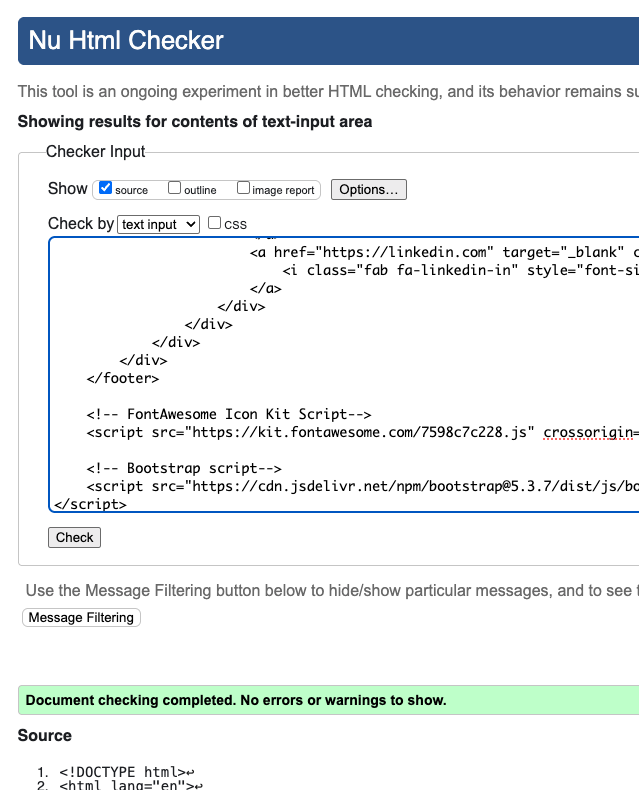 Nu Html Checker
This tool is an ongoing experiment in better HTML checking, and its behavior remains
Showing results for contents of text-input area
Checker Input
Show source outline image report Options...
Check by text input css
<a href="https://linkedin.com" target="_blank"
<i class="fab fa-linkedin-in" style="font-si
</a>
</div>
</div>
</div>
</div>
</footer>
<!-- FontAwesome Icon Kit Script-->
<script src="https://kit.fontawesome.com/7598c7c228.js" crossorigin=
<!-- Bootstrap script-->
<script src="https://cdn.jsdelivr.net/npm/bootstrap@5.3.7/dist/js/bo
</script>
Check
Use the Message Filtering button below to hide/show particular messages, and to see
Message Filtering
Document checking completed. No errors or warnings to show.
Source
1. <!DOCTYPE html>↩
2. <html lang="en">↩